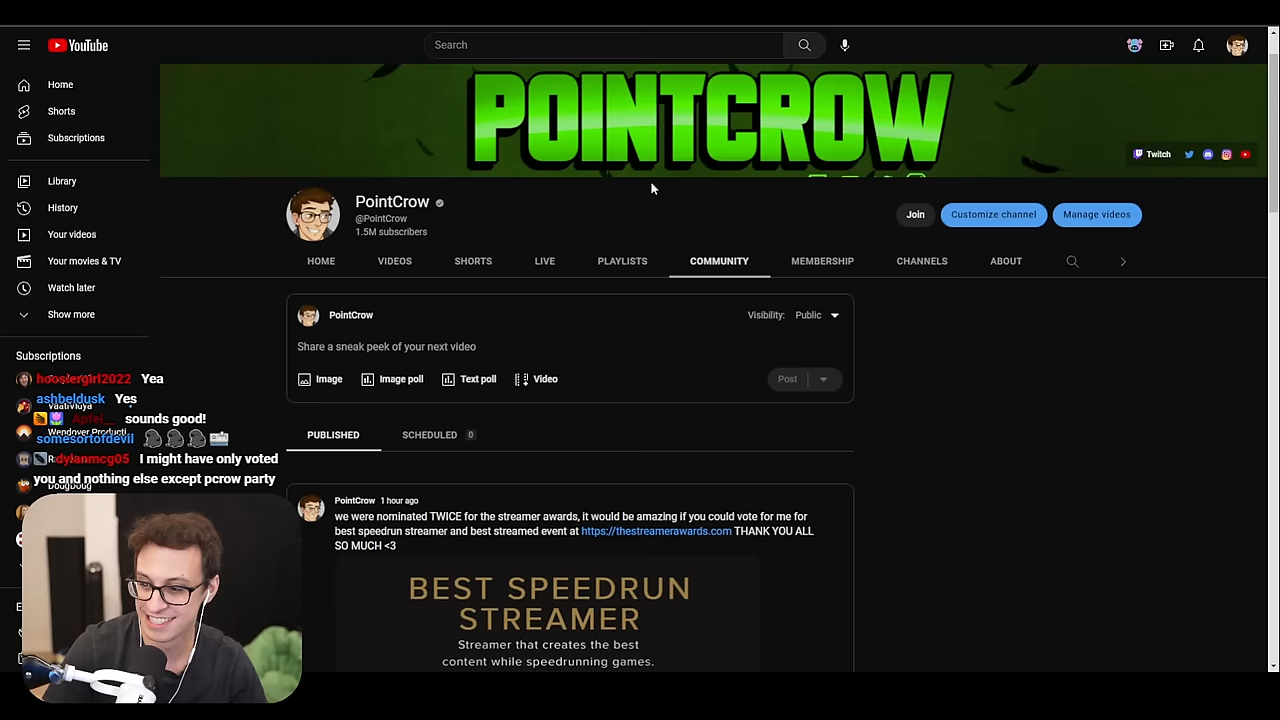 YouTube
Search
Home
Shorts
Subscriptions
Library
History
Your videos
Your movies & TV
Watch later
Show more
Subscriptions
hoosiergirl2022 Yea
ashbeldusk Yes
Apfel__ sounds good!
somesortofdevil
dylanmcg05 I might have only voted
you and nothing else except pcrow party
VaatiVidya
Wendover Producti
DougDoug
POINTCROW
Twitch
PointCrow
@PointCrow
1.5M subscribers
Join
Customize channel
Manage videos
HOME
VIDEOS
SHORTS
LIVE
PLAYLISTS
COMMUNITY
MEMBERSHIP
CHANNELS
ABOUT
PointCrow
Visibility: Public
Share a sneak peek of your next video
Image
Image poll
Text poll
Video
Post
PUBLISHED
SCHEDULED 0
PointCrow 1 hour ago
we were nominated TWICE for the streamer awards, it would be amazing if you could vote for me for
best speedrun streamer and best streamed event at https://thestreamerawards.com THANK YOU ALL
SO MUCH <3
BEST SPEEDRUN
STREAMER
Streamer that creates the best
content while speedrunning games.